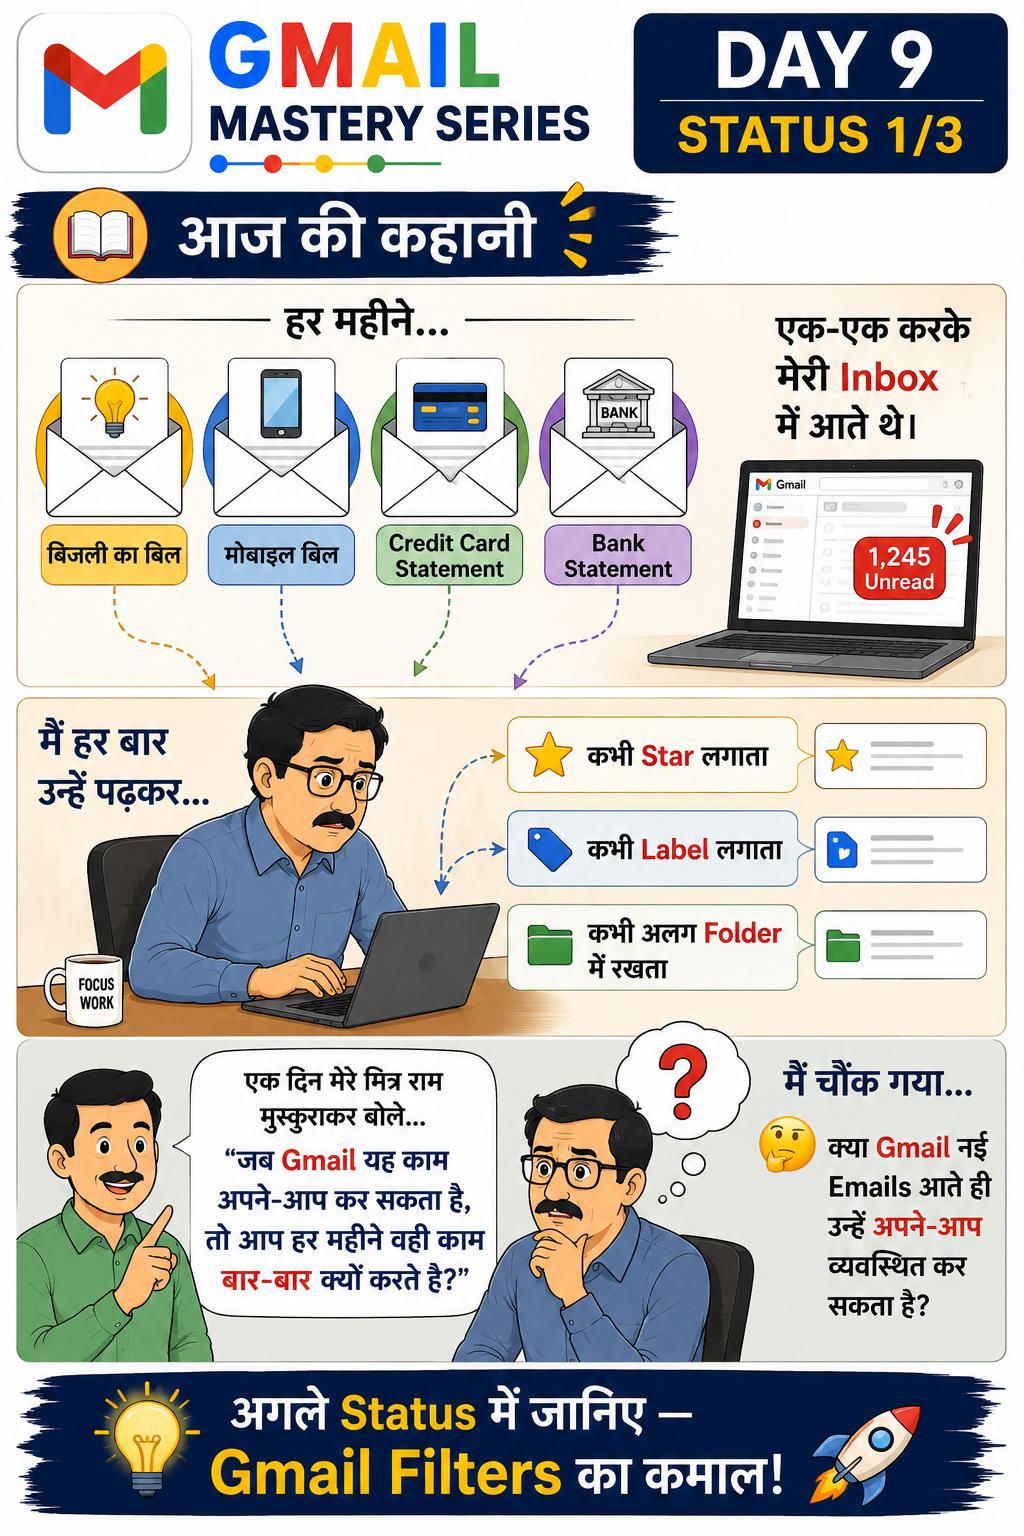 GMAIL
MASTERY SERIES
DAY 9
STATUS 1/3
आज की कहानी
हर महीने...
बिजली का बिल
मोबाइल बिल
Credit Card
Statement
BANK
Bank
Statement
एक-एक करके
मेरी Inbox
में आते थे।
Gmail
1,245
Unread
मैं हर बार
उन्हें पढ़कर...
कभी Star लगाता
कभी Label लगाता
कभी अलग Folder
में रखता
FOCUS
WORK
एक दिन मेरे मित्र राम
मुस्कुराकर बोले...
“जब Gmail यह काम
अपने-आप कर सकता है,
तो आप हर महीने वही काम
बार-बार क्यों करते है?”
?
मैं चौंक गया...
क्या Gmail नई
Emails आते ही
उन्हें अपने-आप
व्यवस्थित कर
सकता है?
अगले Status में जानिए –
Gmail Filters का कमाल!